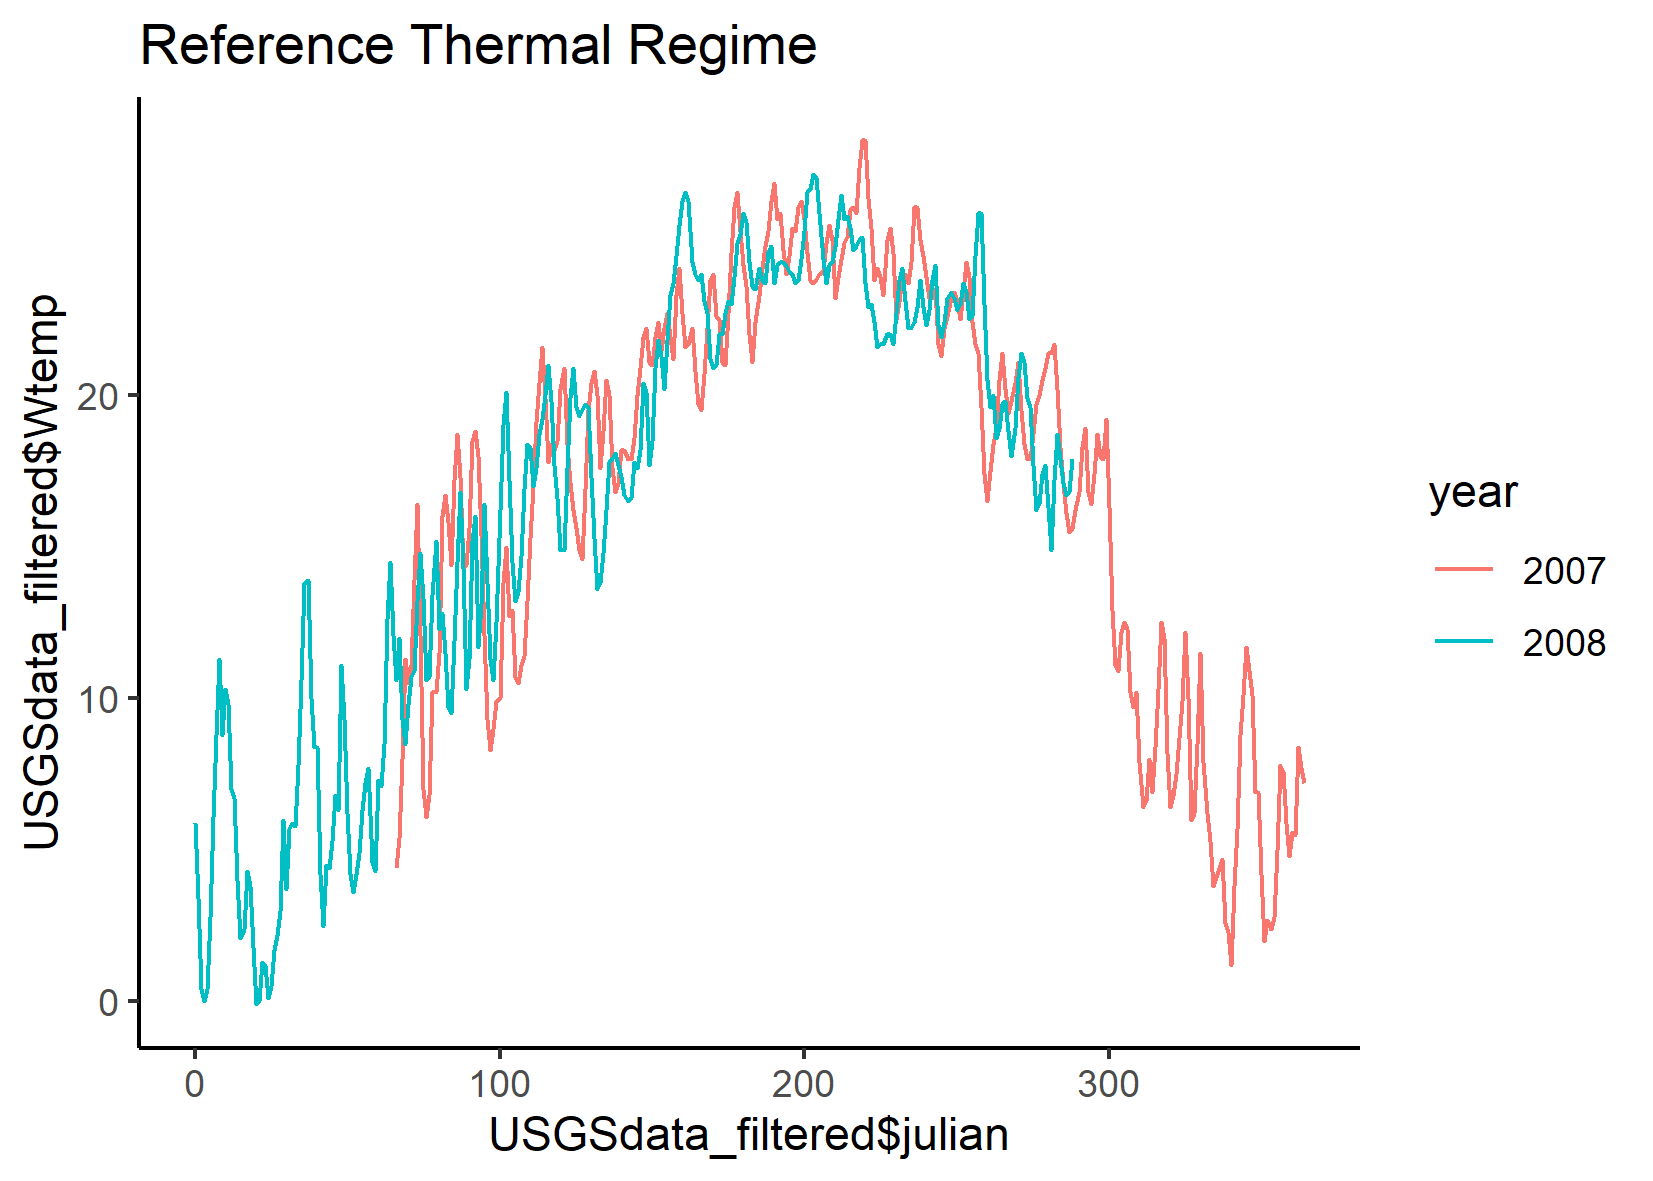 Reference Thermal Regime
USGSdata_filtered$Wtemp
20
10
0
0 100 200 300
USGSdata_filtered$julian
year
2007
2008